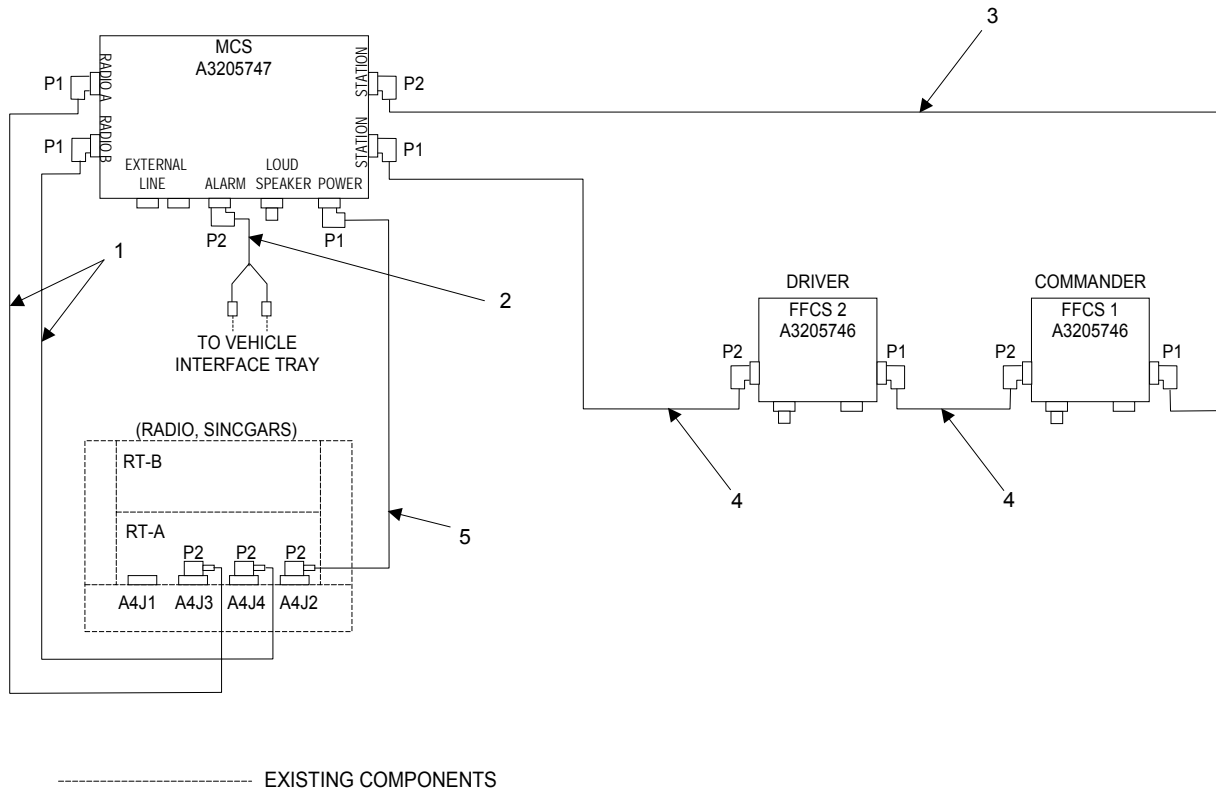 3
MCS
A3205747
RADIO A
RADIO B
STATION
STATION
P1
P2
P1
P1
EXTERNAL
LINE
ALARM
LOUD
SPEAKER
POWER
P2
P1
1
2
TO VEHICLE
INTERFACE TRAY
DRIVER
FFCS 2
A3205746
P2
P1
COMMANDER
FFCS 1
A3205746
P2
P1
4
4
(RADIO, SINCGARS)
RT-B
RT-A
5
P2
P2
P2
A4J1
A4J3
A4J4
A4J2
EXISTING COMPONENTS